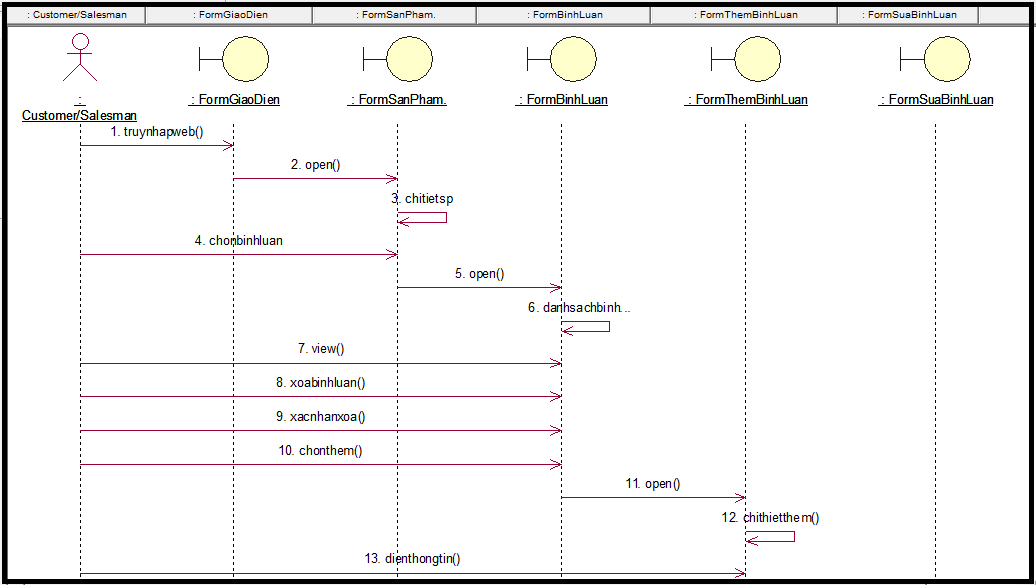 : Customer/Salesman
: FormGiaoDien
: FormSanPham.
: FormBinhLuan
: FormThemBinhLuan
: FormSuaBinhLuan
:
Customer/Salesman
: FormGiaoDien
: FormSanPham.
: FormBinhLuan
: FormThemBinhLuan
: FormSuaBinhLuan
1. truynhapweb()
2. open()
3. chitietsp
4. chonbinhluan
5. open()
6. danhsachbinh...
7. view()
8. xoabinhluan()
9. xacnhanxoa()
10. chonthem()
11. open()
12. chithietthem()
13. dienthongtin()